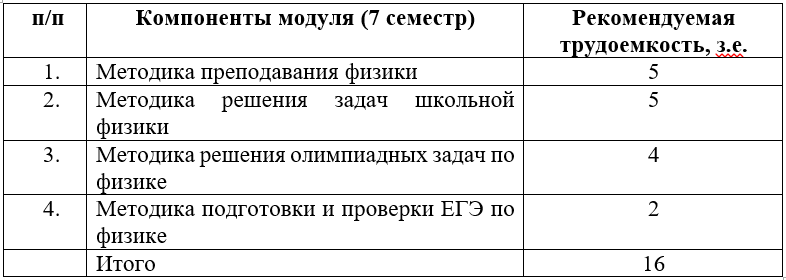 п/п Компоненты модуля (7 семестр) Рекомендуемая
трудоемкость, з.е.
1. Методика преподавания физики 5
2. Методика решения задач школьной 5
физики
3. Методика решения олимпиадных задач по 4
физике
4. Методика подготовки и проверки ЕГЭ по 2
физике
Итого 16